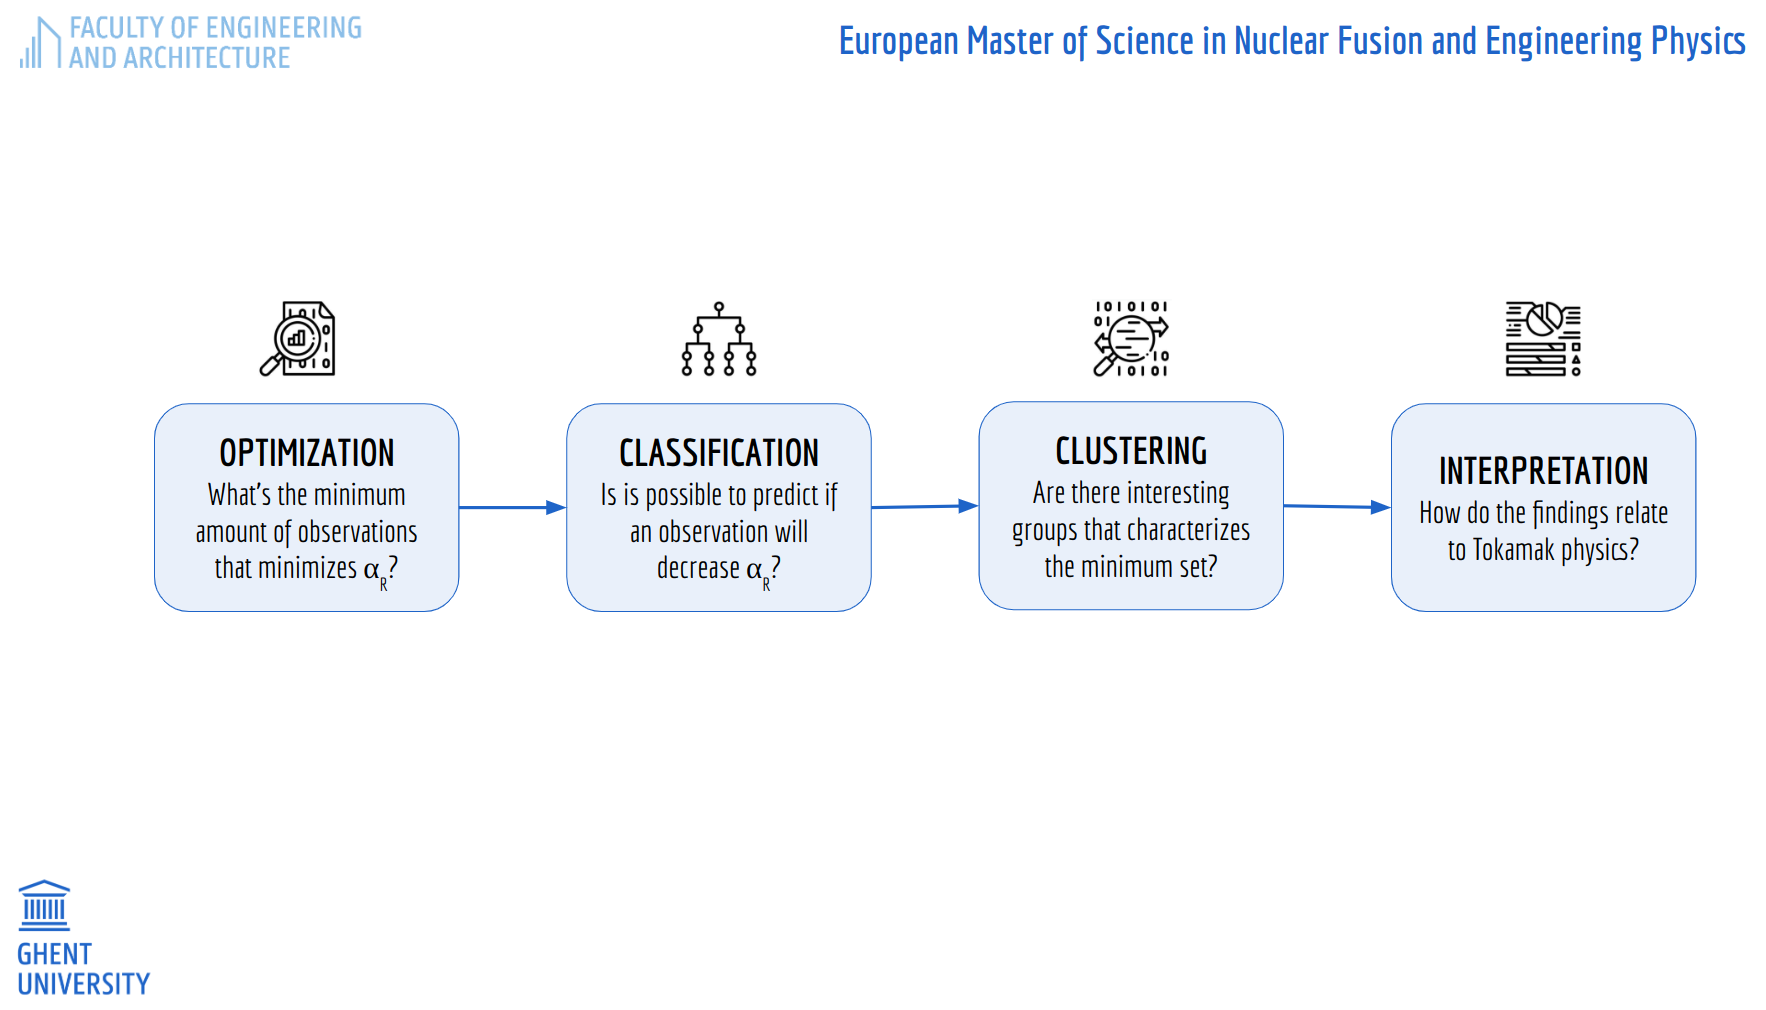 FACULTY OF ENGINEERING
AND ARCHITECTURE
European Master of Science in Nuclear Fusion and Engineering Physics
OPTIMIZATION
What's the minimum
amount of observations
that minimizes αR?
CLASSIFICATION
Is is possible to predict if
an observation will
decrease αR?
CLUSTERING
Are there interesting
groups that characterizes
the minimum set?
INTERPRETATION
How do the findings relate
to Tokamak physics?
GHENT
UNIVERSITY